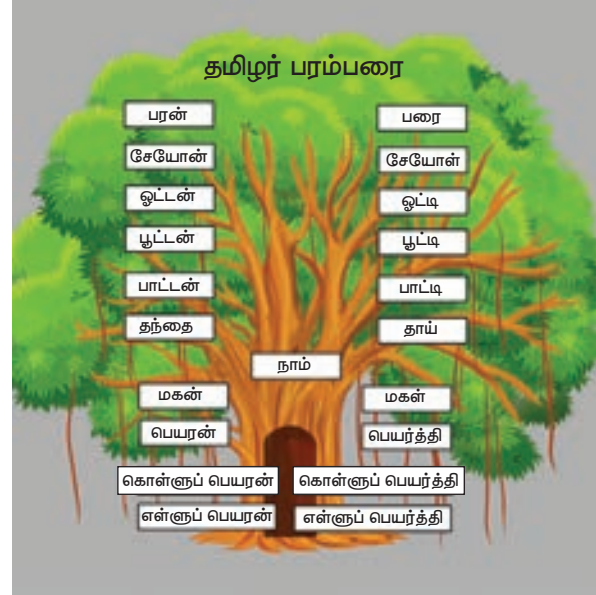 தமிழர் பரம்பரை
பரன் பரை
சேயோன் சேயோள்
ஓட்டன் ஓட்டி
பூட்டன் பூட்டி
பாட்டன் பாட்டி
தந்தை தாய்
நாம்
மகன் மகள்
பெயரன் பெயர்த்தி
கொள்ளுப் பெயரன் கொள்ளுப் பெயர்த்தி
எள்ளுப் பெயரன் எள்ளுப் பெயர்த்தி